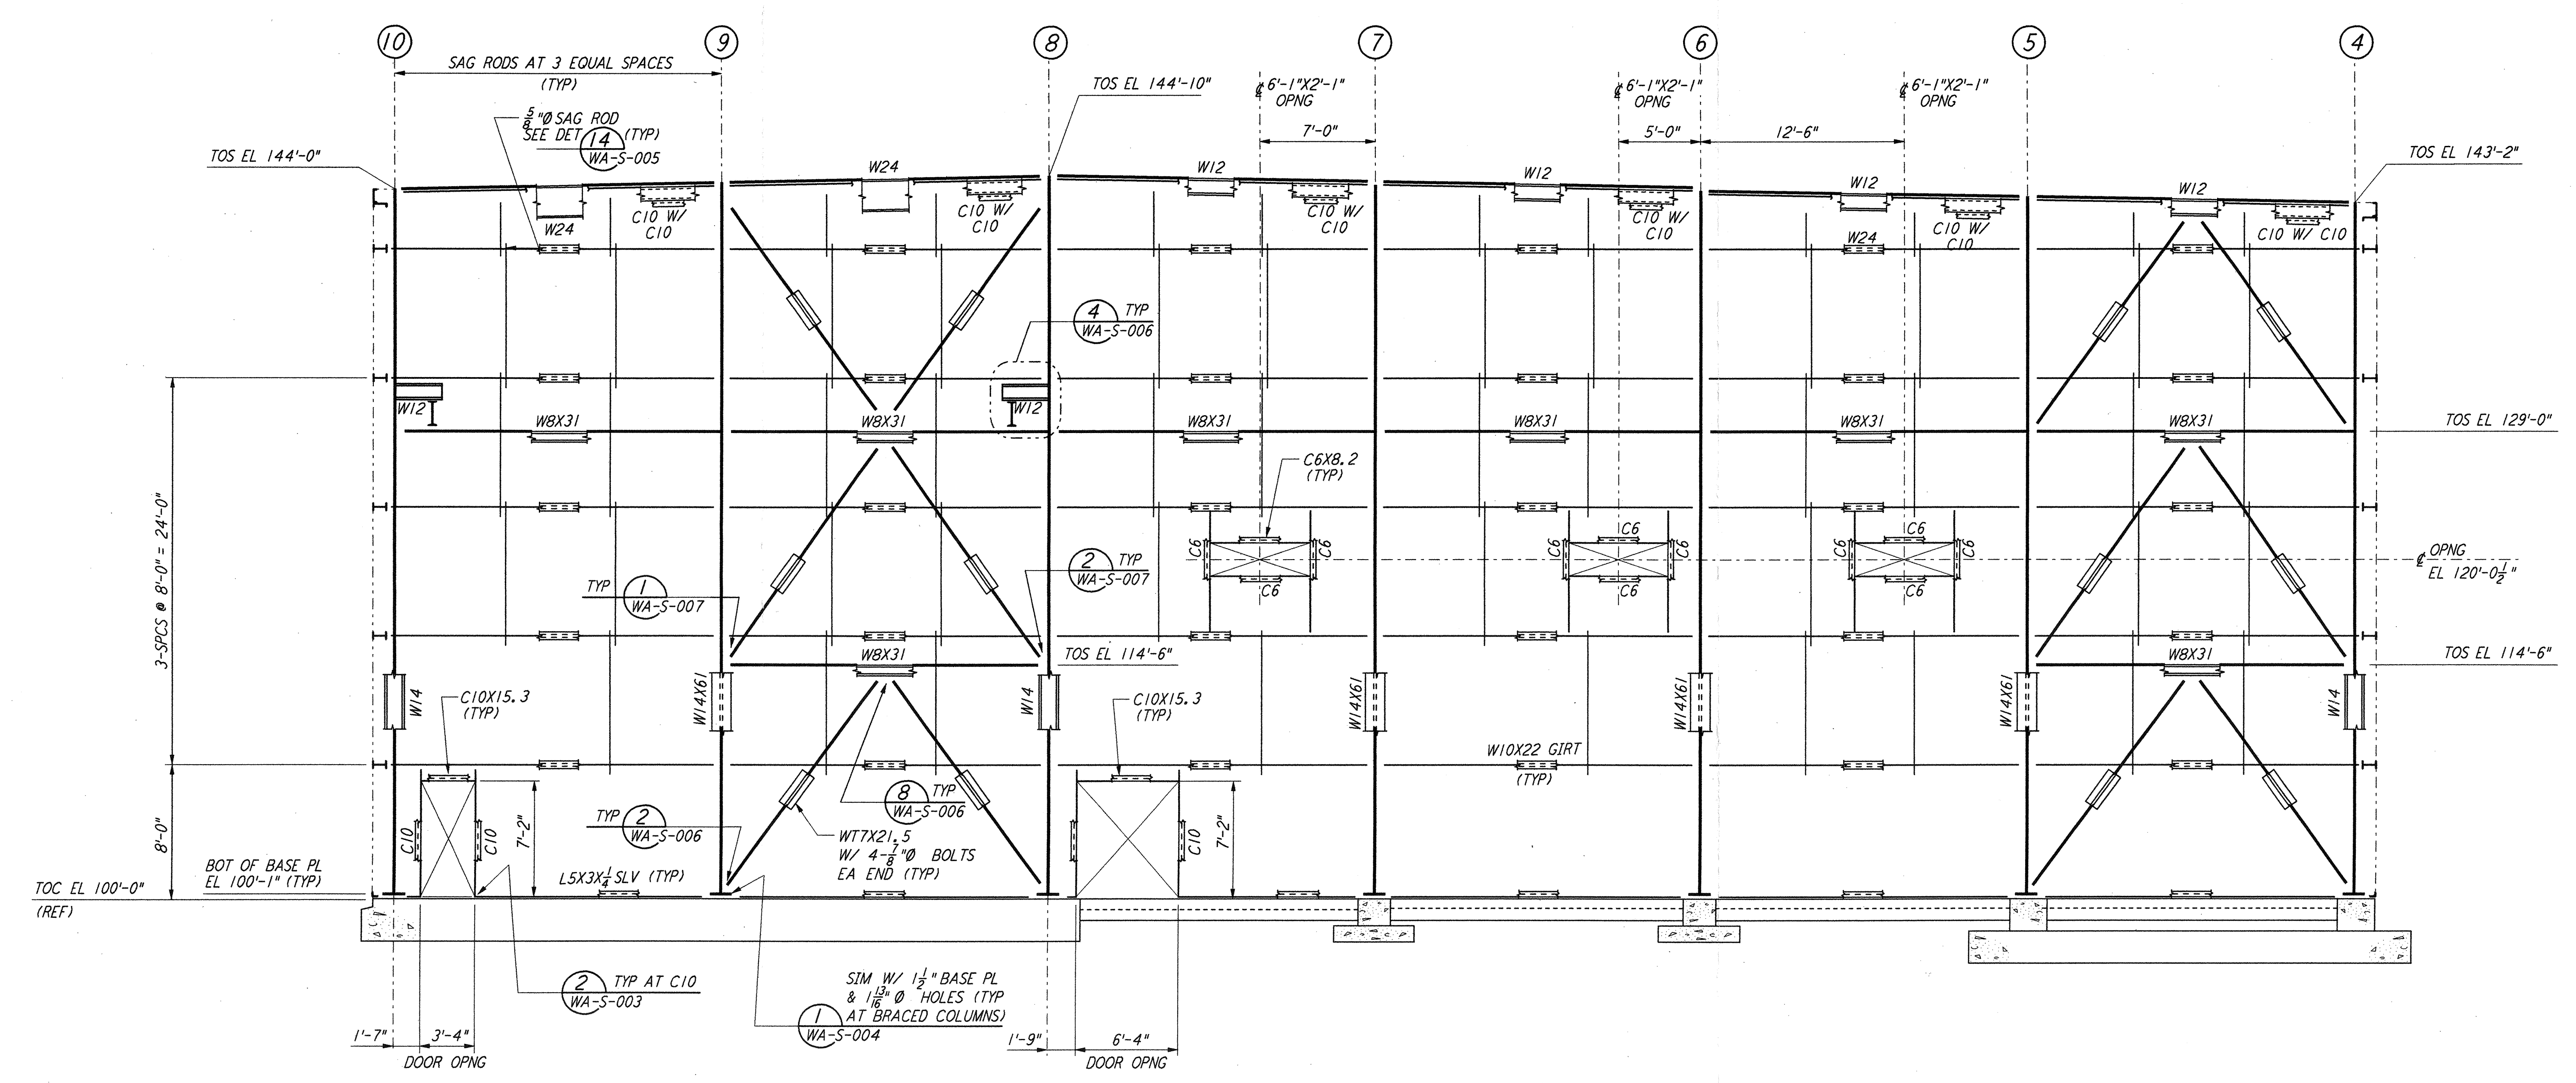 10
9
8
7
6
5
4
SAG RODS AT 3 EQUAL SPACES
(TYP)
TOS EL 144'-10"
℄ 6'-1"X2'-1"
OPNG
℄ 6'-1"X2'-1"
OPNG
℄ 6'-1"X2'-1"
OPNG
5/8"Ø SAG ROD
SEE DET 14 (TYP)
WA-S-005
7'-0"
5'-0"
12'-6"
TOS EL 144'-0"
TOS EL 143'-2"
W24
W24
W12
W12
W12
W12
C10 W/
C10
C10 W/
C10
C10 W/
C10
C10 W/
C10
C10 W/
C10
C10 W/ C10
W24
4 TYP
WA-S-006
W12
W12
W8X31
W8X31
W8X31
W8X31
W8X31
W8X31
TOS EL 129'-0"
C6X8.2
(TYP)
3-SPCS @ 8'-0" = 24'-0"
C6
C6
C6
C6
C6
C6
C6
C6
C6
C6
C6
℄ OPNG
EL 120'-0 1/2"
TYP 1
WA-S-007
2 TYP
WA-S-007
W8X31
TOS EL 114'-6"
W8X31
TOS EL 114'-6"
W14
W14X61
W14
W14X61
W14X61
W14X61
W14
C10X15.3
(TYP)
C10X15.3
(TYP)
W10X22 GIRT
(TYP)
8'-0"
C10
C10
7'-2"
TYP 2
WA-S-006
8 TYP
WA-S-006
WT7X21.5
W/ 4-7/8"Ø BOLTS
EA END (TYP)
C10
7'-2"
BOT OF BASE PL
EL 100'-1" (TYP)
L5X3X1/4 SLV (TYP)
TOC EL 100'-0"
(REF)
2 TYP AT C10
WA-S-003
SIM W/ 1 1/2" BASE PL
& 1 13/16" Ø HOLES (TYP
1 AT BRACED COLUMNS)
WA-S-004
1'-7"
3'-4"
DOOR OPNG
1'-9"
6'-4"
DOOR OPNG